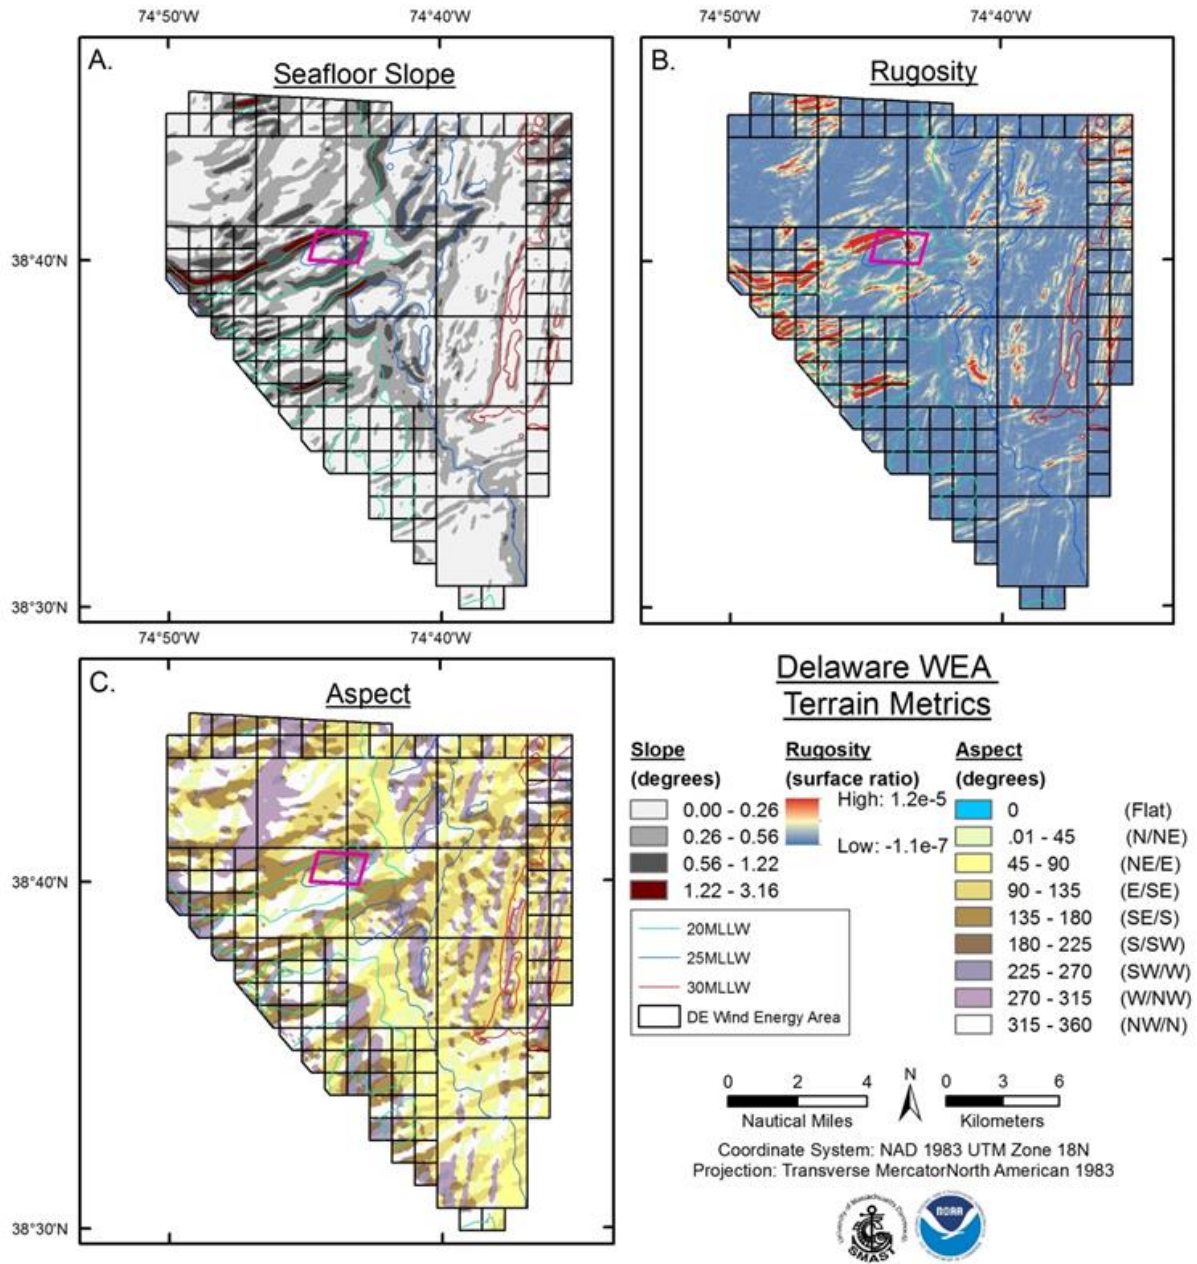 74°50'W 74°40'W 74°50'W 74°40'W
A. Seafloor Slope
B. Rugosity
38°40'N
38°30'N
74°50'W 74°40'W
C. Aspect
38°40'N
38°30'N
Delaware WEA
Terrain Metrics
Slope Rugosity Aspect
(degrees) (surface ratio) (degrees)
0.00 - 0.26
0.26 - 0.56
0.56 - 1.22
1.22 - 3.16
High: 1.2e-5
Low: -1.1e-7
0 (Flat)
.01 - 45 (N/NE)
45 - 90 (NE/E)
90 - 135 (E/SE)
135 - 180 (SE/S)
180 - 225 (S/SW)
225 - 270 (SW/W)
270 - 315 (W/NW)
315 - 360 (NW/N)
20MLLW
25MLLW
30MLLW
DE Wind Energy Area
0 2 4
Nautical Miles
N
0 3 6
Kilometers
Coordinate System: NAD 1983 UTM Zone 18N
Projection: Transverse MercatorNorth American 1983
University of Massachusetts Dartmouth
SMAST
NOAA